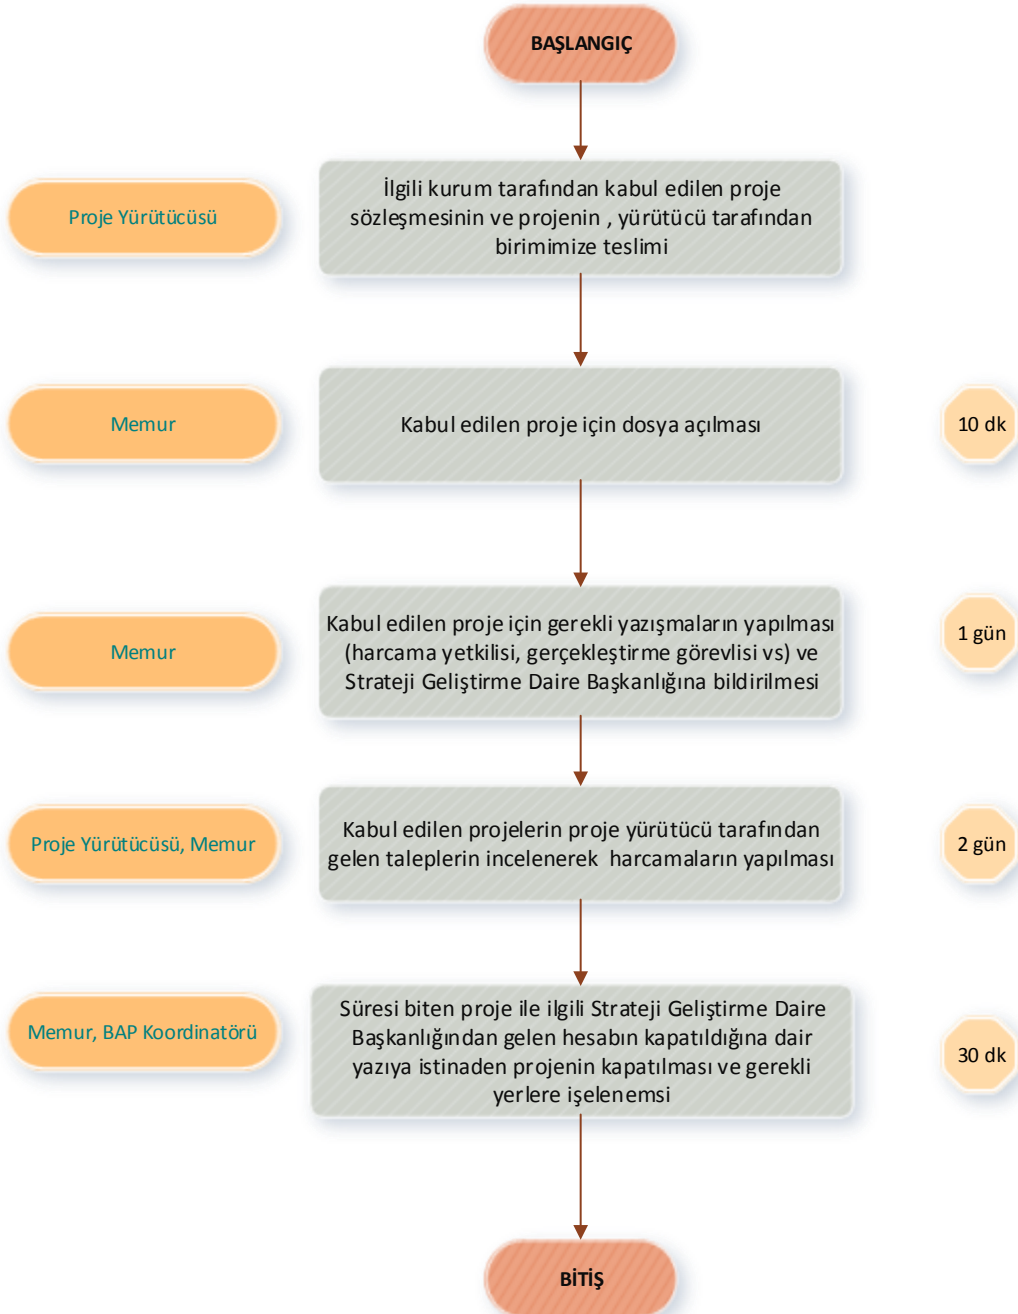 BAŞLANGIÇ
Proje Yürütücüsü
İlgili kurum tarafından kabul edilen proje
sözleşmesinin ve projenin , yürütücü tarafından
birimimize teslimi
Memur
Kabul edilen proje için dosya açılması
10 dk
Memur
Kabul edilen proje için gerekli yazışmaların yapılması
(harcama yetkilisi, gerçekleştirme görevlisi vs) ve
Strateji Geliştirme Daire Başkanlığına bildirilmesi
1 gün
Proje Yürütücüsü, Memur
Kabul edilen projelerin proje yürütücü tarafından
gelen taleplerin incelenerek harcamaların yapılması
2 gün
Memur, BAP Koordinatörü
Süresi biten proje ile ilgili Strateji Geliştirme Daire
Başkanlığından gelen hesabın kapatıldığına dair
yazıya istinaden projenin kapatılması ve gerekli
yerlere işelenemsi
30 dk
BİTİŞ